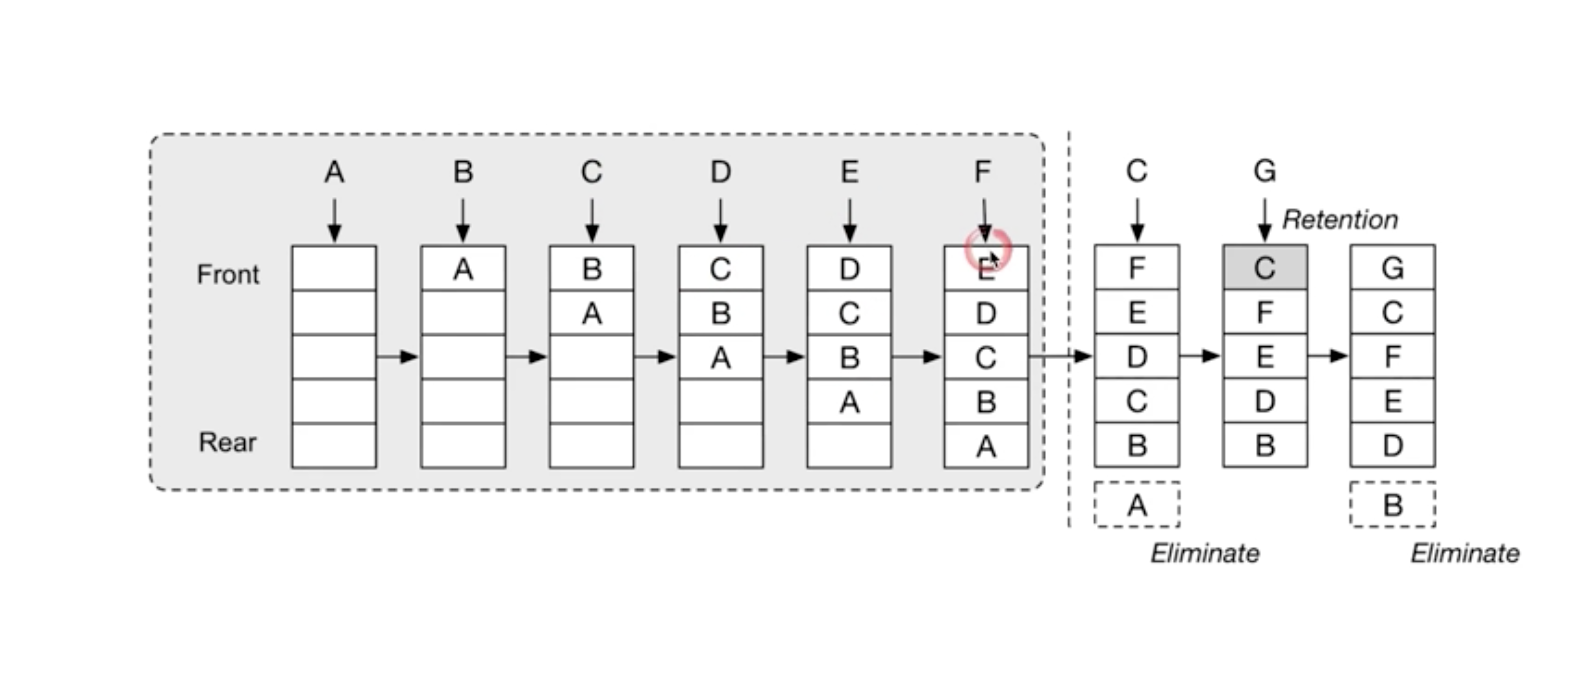 A B C D E F C G
Retention
Front A B C D E F C G
A B C D E F C
A B C D E F
A B C D E
Rear A B B D
A B
Eliminate Eliminate